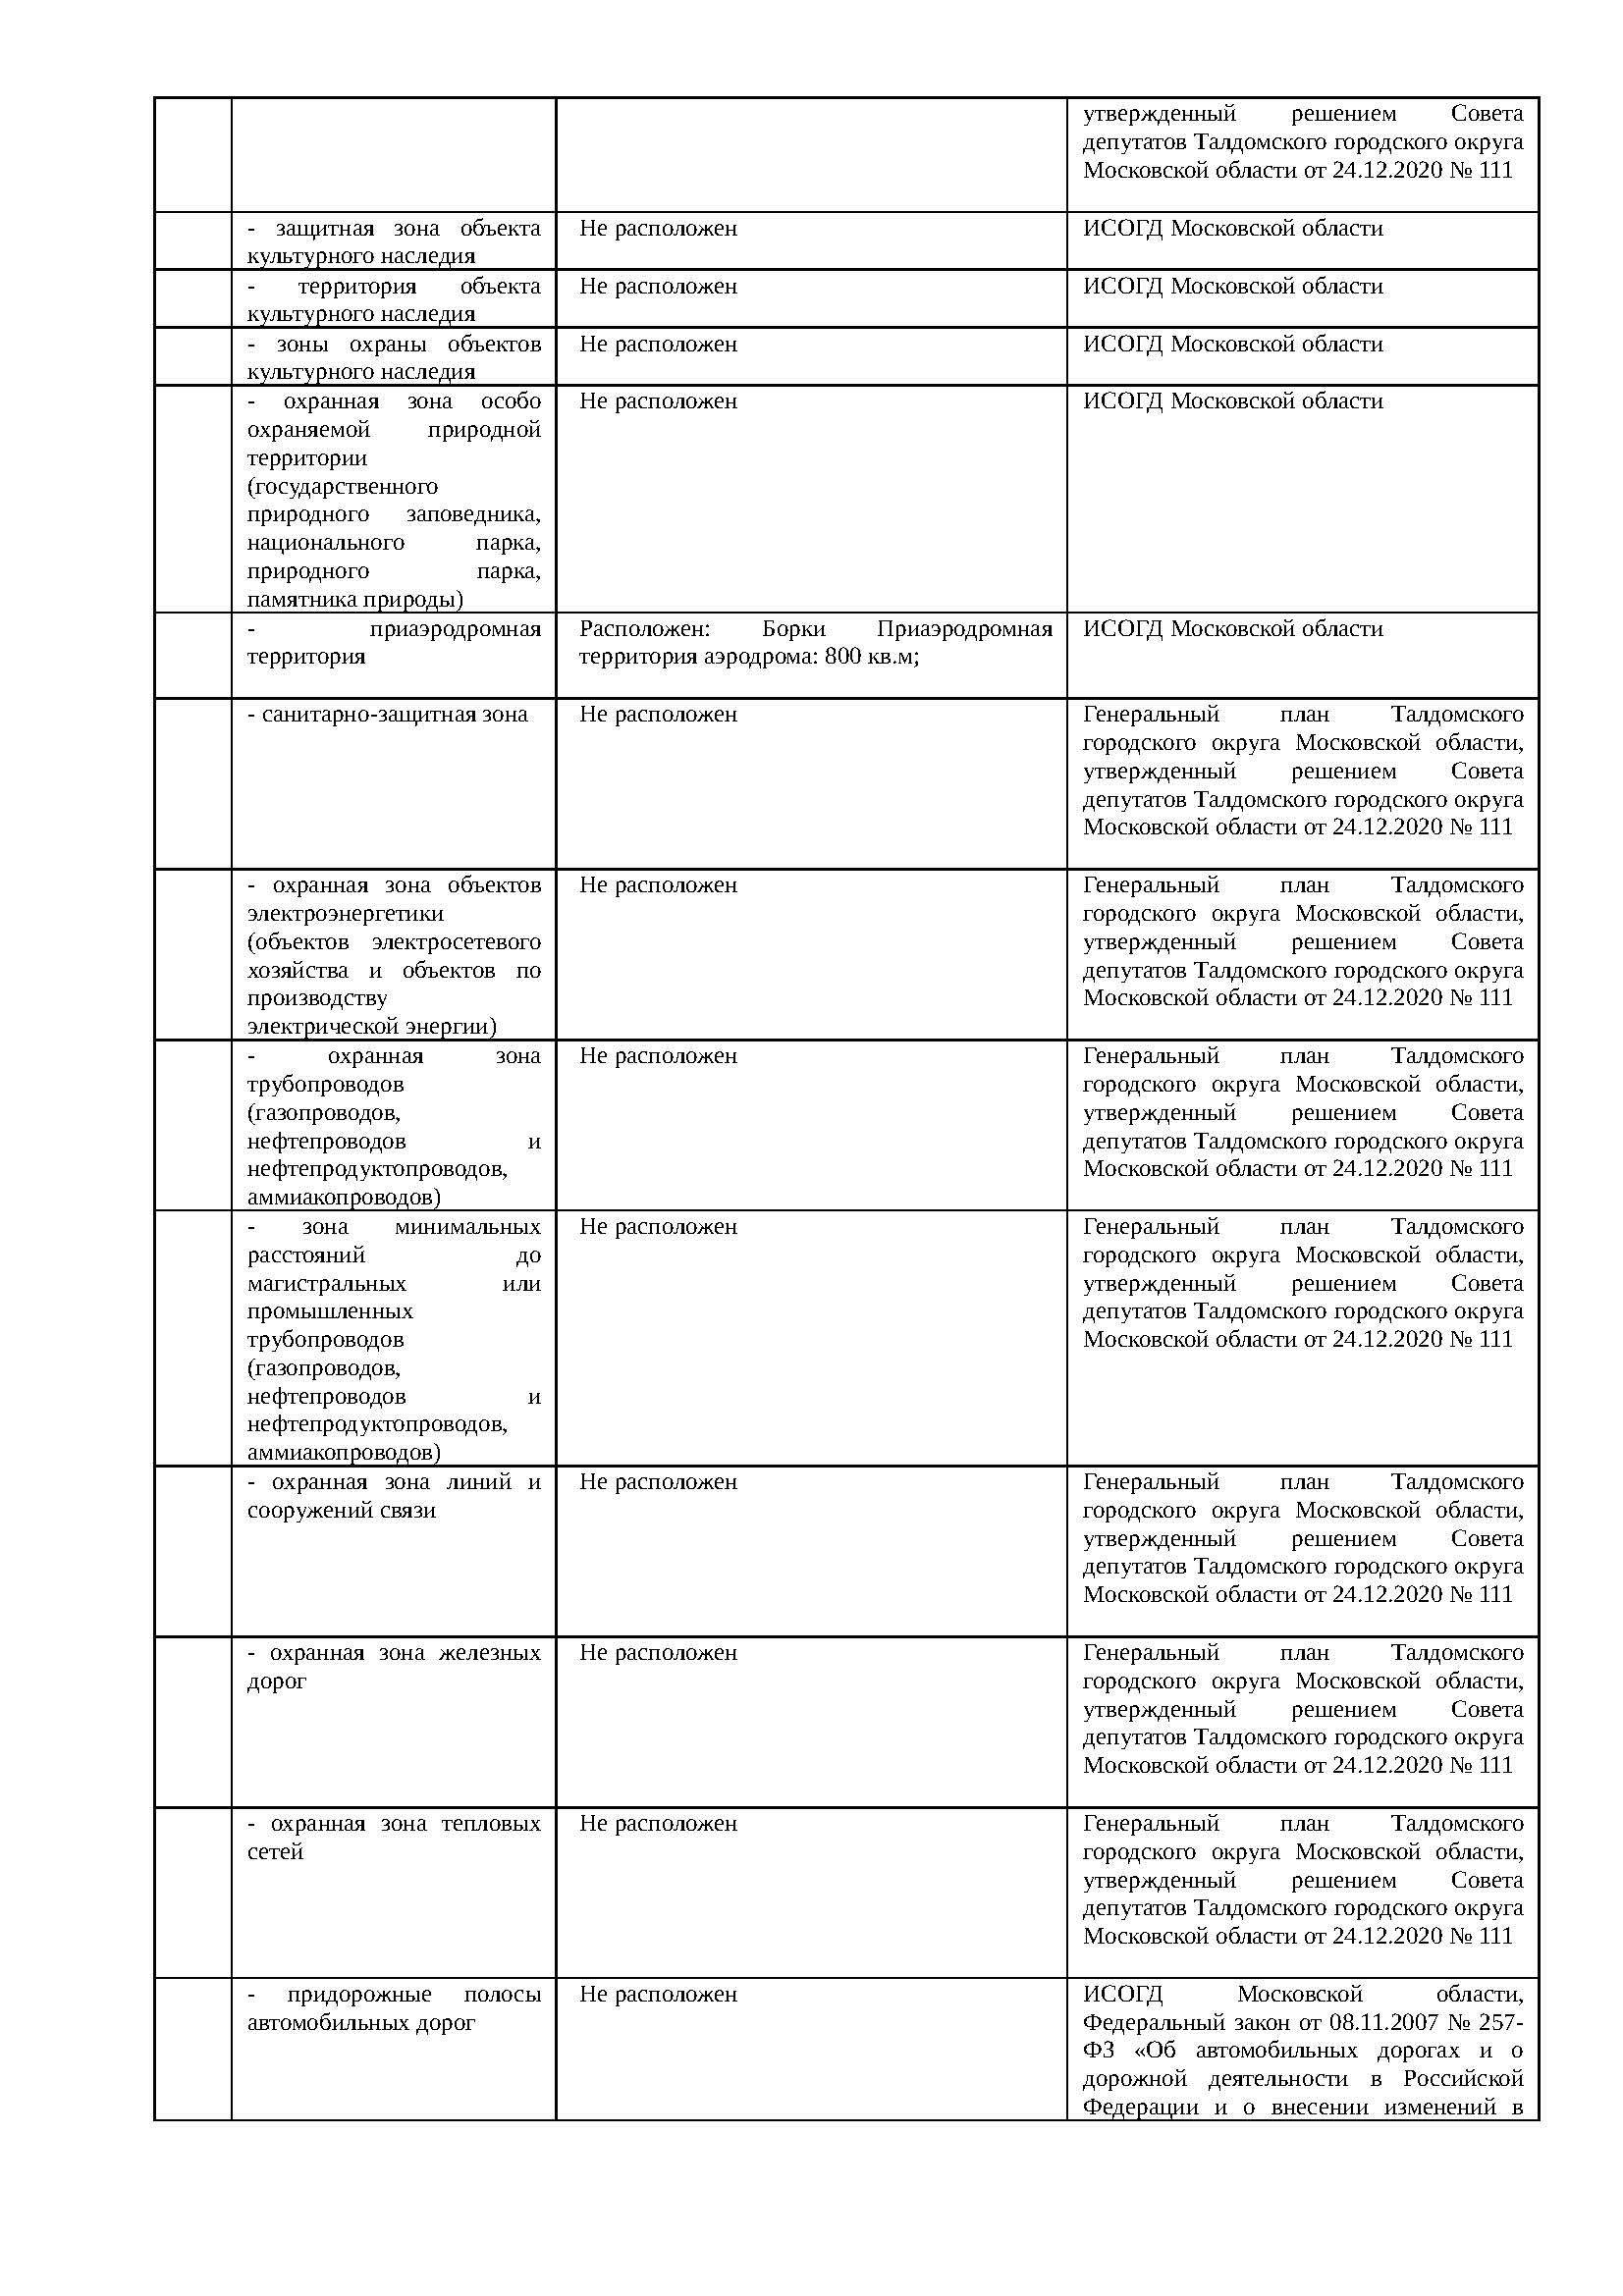 утвержденный решением Совета
депутатов Талдомского городского округа
Московской области от 24.12.2020 № 111
- защитная зона объекта
культурного наследия
Не расположен
ИСОГД Московской области
- территория объекта
культурного наследия
Не расположен
ИСОГД Московской области
- зоны охраны объектов
культурного наследия
Не расположен
ИСОГД Московской области
- охранная зона особо
охраняемой природной
территории
(государственного
природного заповедника,
национального парка,
природного парка,
памятника природы)
Не расположен
ИСОГД Московской области
- приаэродромная
территория
Расположен: Борки Приаэродромная
территория аэродрома: 800 кв.м;
ИСОГД Московской области
- санитарно-защитная зона
Не расположен
Генеральный план Талдомского
городского округа Московской области,
утвержденный решением Совета
депутатов Талдомского городского округа
Московской области от 24.12.2020 № 111
- охранная зона объектов
электроэнергетики
(объектов электросетевого
хозяйства и объектов по
производству
электрической энергии)
Не расположен
Генеральный план Талдомского
городского округа Московской области,
утвержденный решением Совета
депутатов Талдомского городского округа
Московской области от 24.12.2020 № 111
- охранная зона
трубопроводов
(газопроводов,
нефтепроводов и
нефтепродуктопроводов,
аммиакопроводов)
Не расположен
Генеральный план Талдомского
городского округа Московской области,
утвержденный решением Совета
депутатов Талдомского городского округа
Московской области от 24.12.2020 № 111
- зона минимальных
расстояний до
магистральных или
промышленных
трубопроводов
(газопроводов,
нефтепроводов и
нефтепродуктопроводов,
аммиакопроводов)
Не расположен
Генеральный план Талдомского
городского округа Московской области,
утвержденный решением Совета
депутатов Талдомского городского округа
Московской области от 24.12.2020 № 111
- охранная зона линий и
сооружений связи
Не расположен
Генеральный план Талдомского
городского округа Московской области,
утвержденный решением Совета
депутатов Талдомского городского округа
Московской области от 24.12.2020 № 111
- охранная зона железных
дорог
Не расположен
Генеральный план Талдомского
городского округа Московской области,
утвержденный решением Совета
депутатов Талдомского городского округа
Московской области от 24.12.2020 № 111
- охранная зона тепловых
сетей
Не расположен
Генеральный план Талдомского
городского округа Московской области,
утвержденный решением Совета
депутатов Талдомского городского округа
Московской области от 24.12.2020 № 111
- придорожные полосы
автомобильных дорог
Не расположен
ИСОГД Московской области,
Федеральный закон от 08.11.2007 № 257-
ФЗ «Об автомобильных дорогах и о
дорожной деятельности в Российской
Федерации и о внесении изменений в